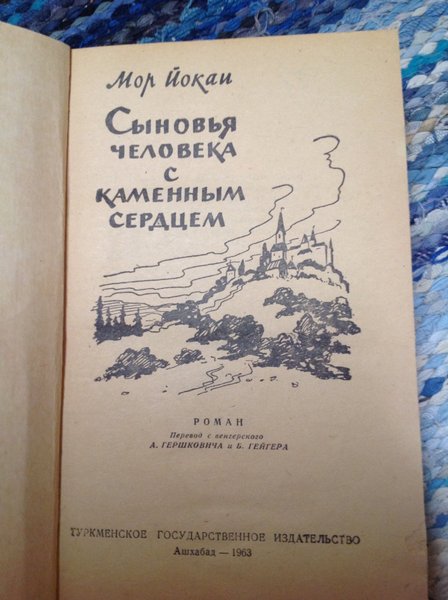 Мор Йокаи
Сыновья
человека
с
каменным
сердцем
РОМАН
Перевод с венгерского
А. ГЕРШКОВИЧА и Б. ГЕЙГЕРА
ТУРКМЕНСКОЕ ГОСУДАРСТВЕННОЕ ИЗДАТЕЛЬСТВО
Ашхабад — 1963